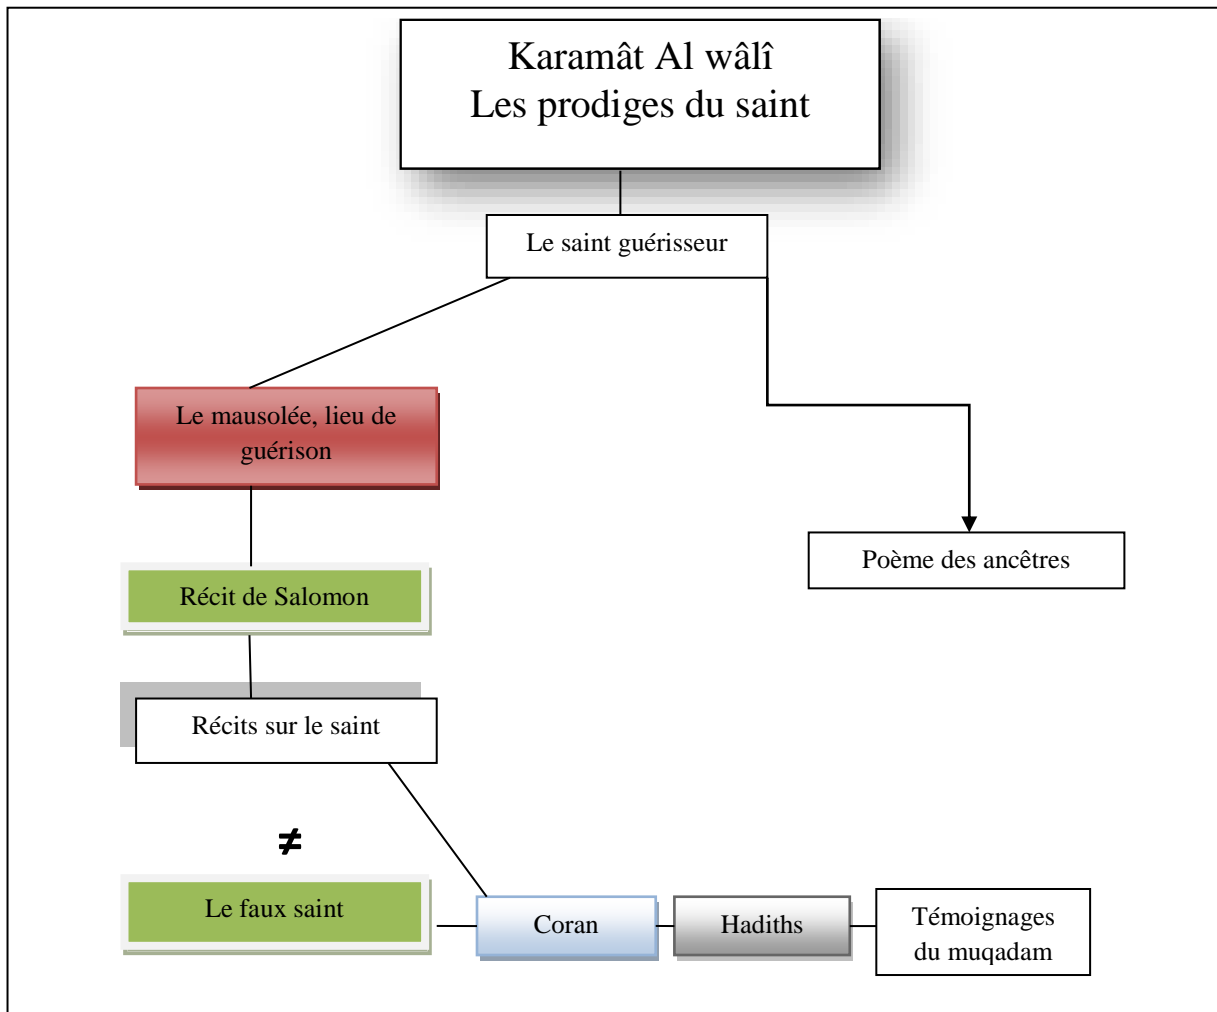 Karamât Al wâlî
Les prodiges du saint
Le saint guérisseur
Le mausolée, lieu de
guérison
Poème des ancêtres
Récit de Salomon
Récits sur le saint
≠
Le faux saint
Coran
Hadiths
Témoignages
du muqadam